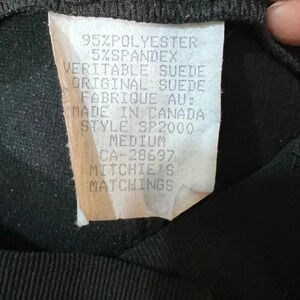 95%POLYESTER
5%SPANDEX
VERITABLE SUEDE
ORIGINAL SUEDE
FABRIQUE AU:
MADE IN CANADA
STYLE SP2000
MEDIUM
CA-28697
MITCHIE'S
MATCHINGS